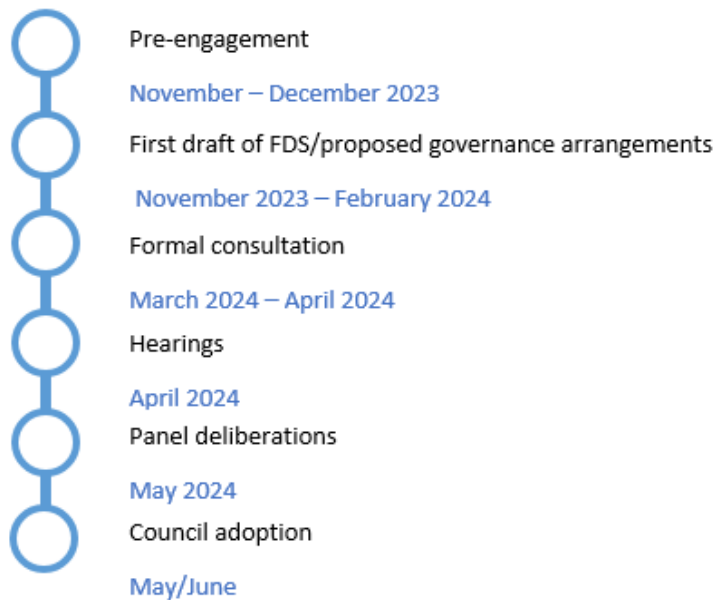 Pre-engagement
November – December 2023
First draft of FDS/proposed governance arrangements
November 2023 – February 2024
Formal consultation
March 2024 – April 2024
Hearings
April 2024
Panel deliberations
May 2024
Council adoption
May/June